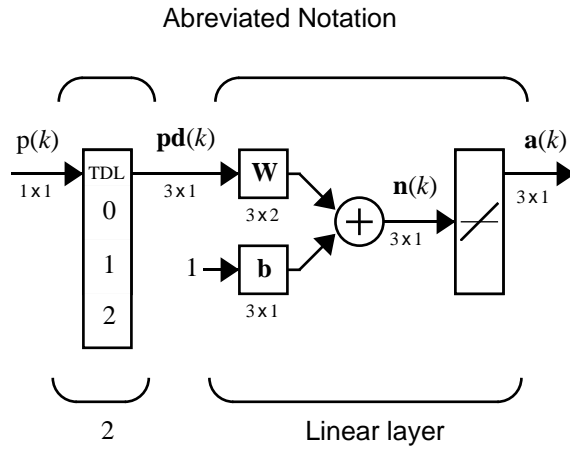 Abreviated Notation
p(k) pd(k) a(k)
TDL W n(k)
1 x 1 3 x 1 3 x 1
0 3 x 2
3 x 1
1 1 b
2 3 x 1
2 Linear layer